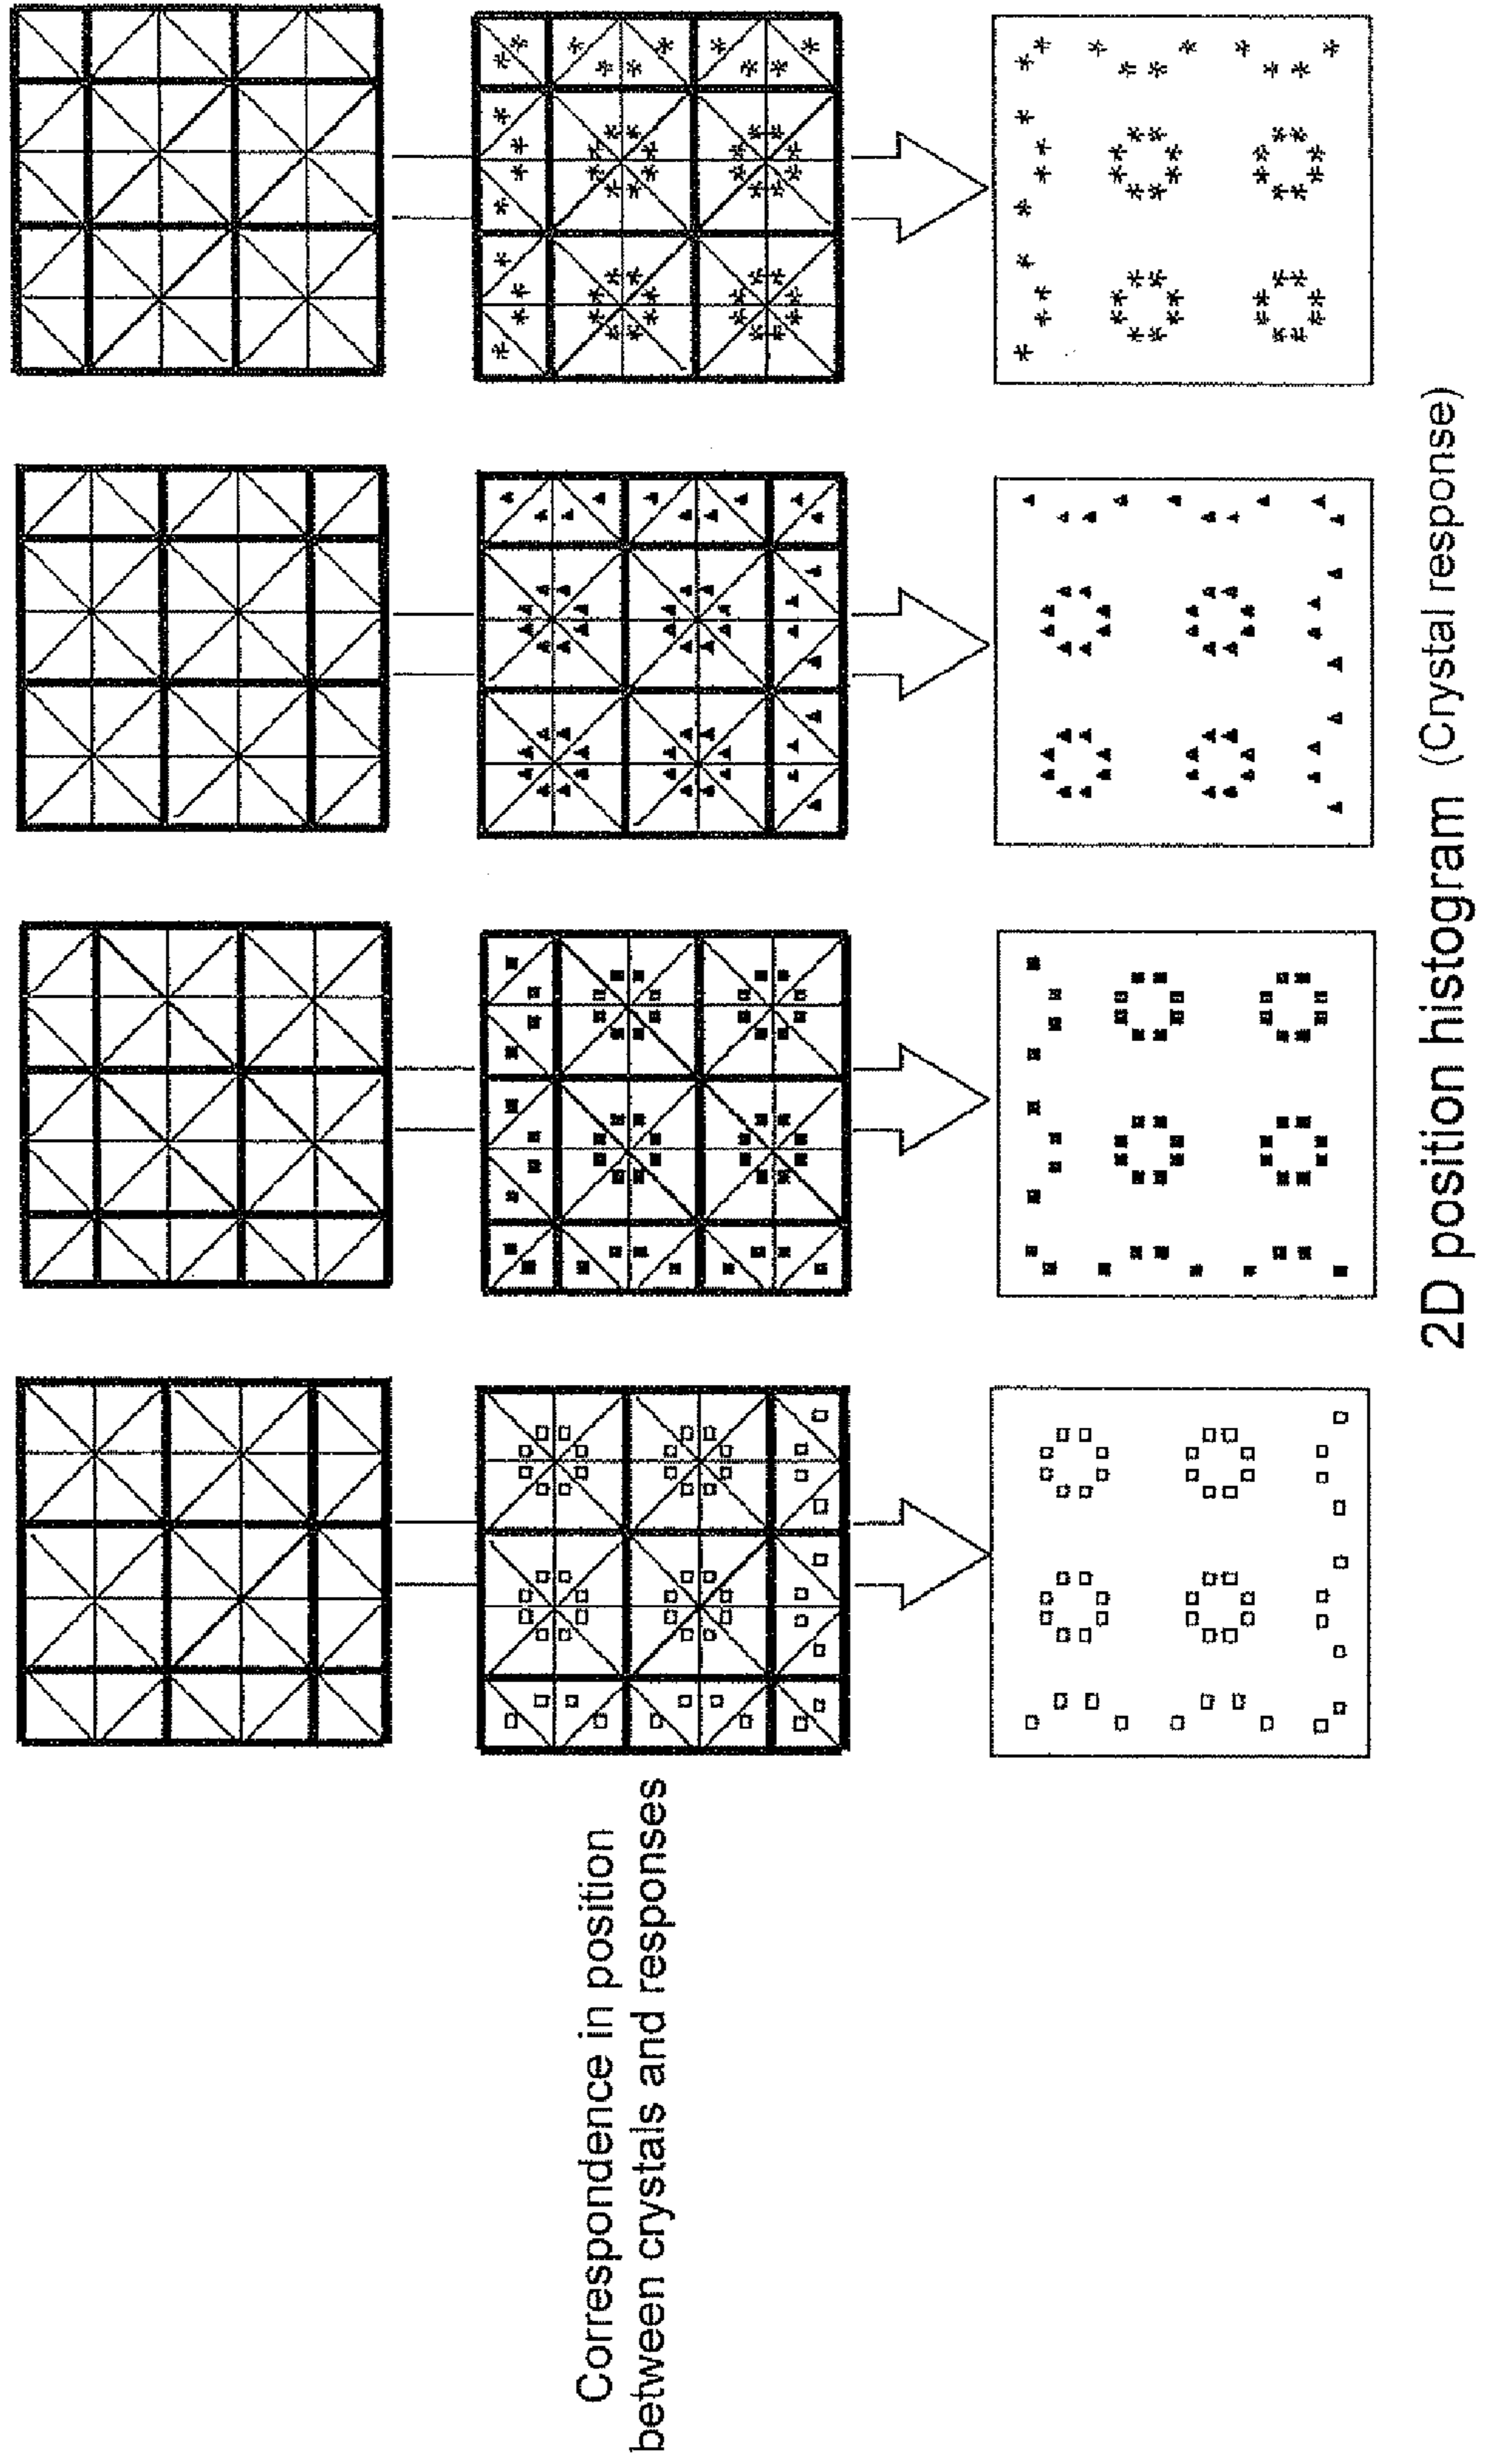 Correspondence in position
between crystals and responses
2D position histogram (Crystal response)